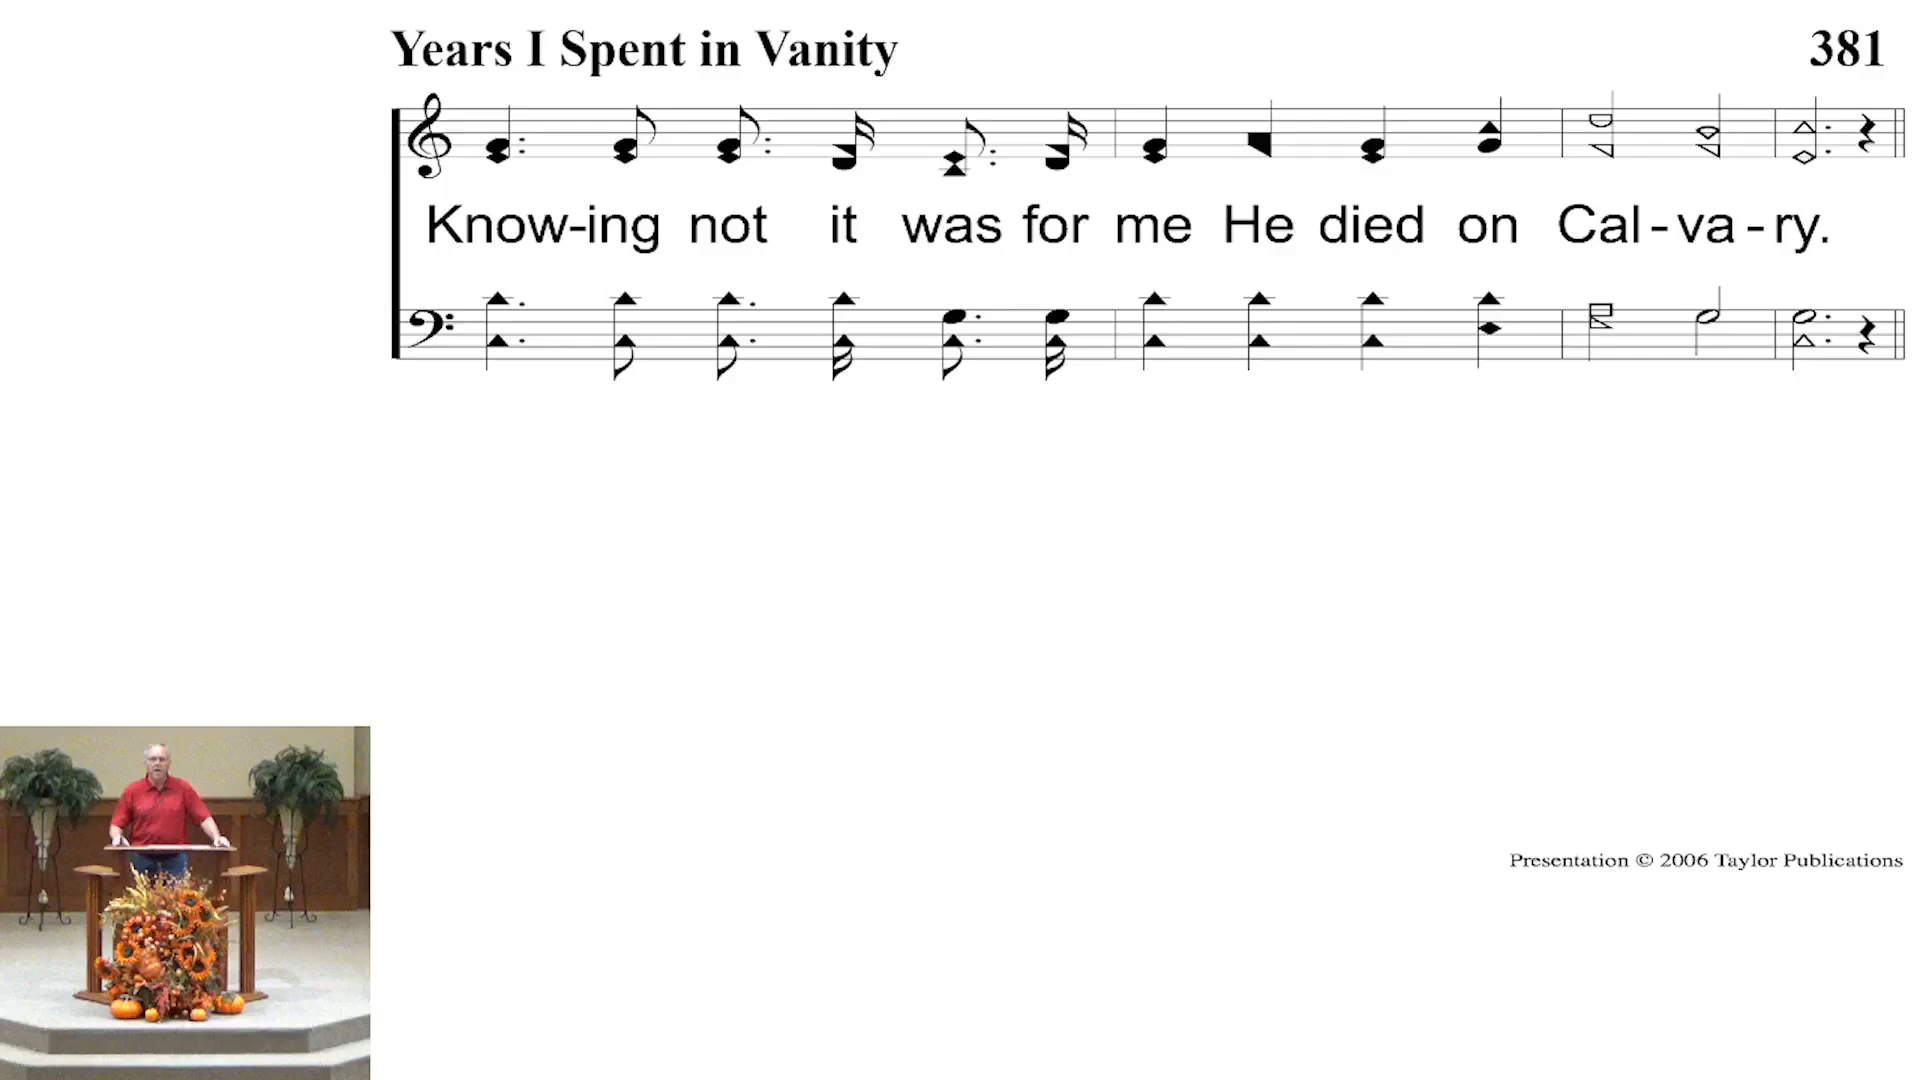 Years I Spent in Vanity 381
Know-ing not it was for me He died on Cal-va-ry.
Presentation © 2006 Taylor Publications